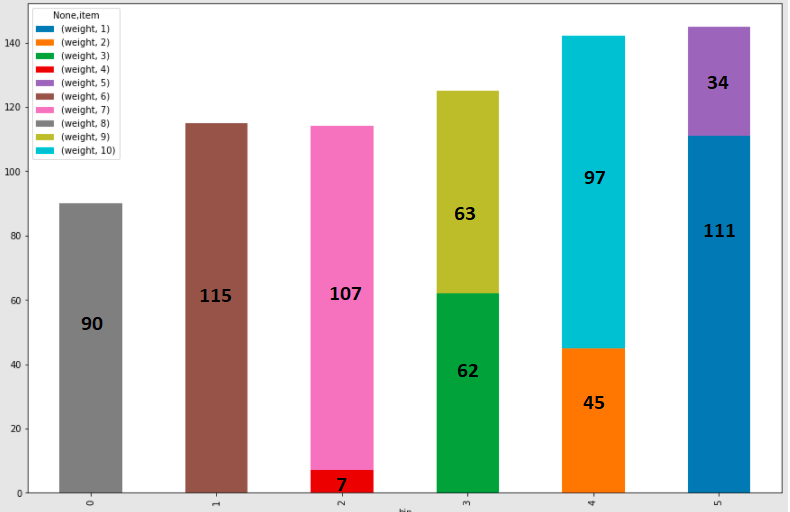 None,item
(weight, 1)
(weight, 2)
(weight, 3)
(weight, 4)
(weight, 5)
(weight, 6)
(weight, 7)
(weight, 8)
(weight, 9)
(weight, 10)
140
120
100
80
60
40
20
0
90
115
107
7
63
62
97
45
34
111
0
1
2
3
4
5